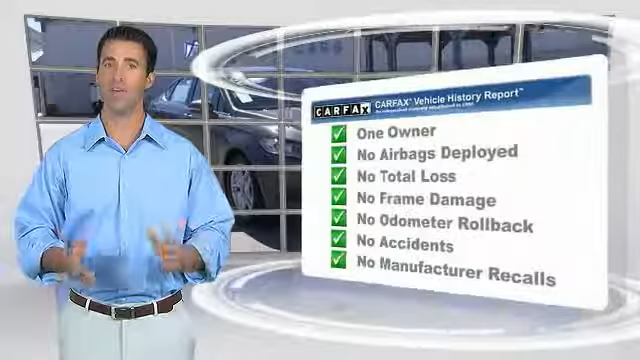 CARFAX CARFAX Vehicle History Report™
One Owner
No Airbags Deployed
No Total Loss
No Frame Damage
No Odometer Rollback
No Accidents
No Manufacturer Recalls